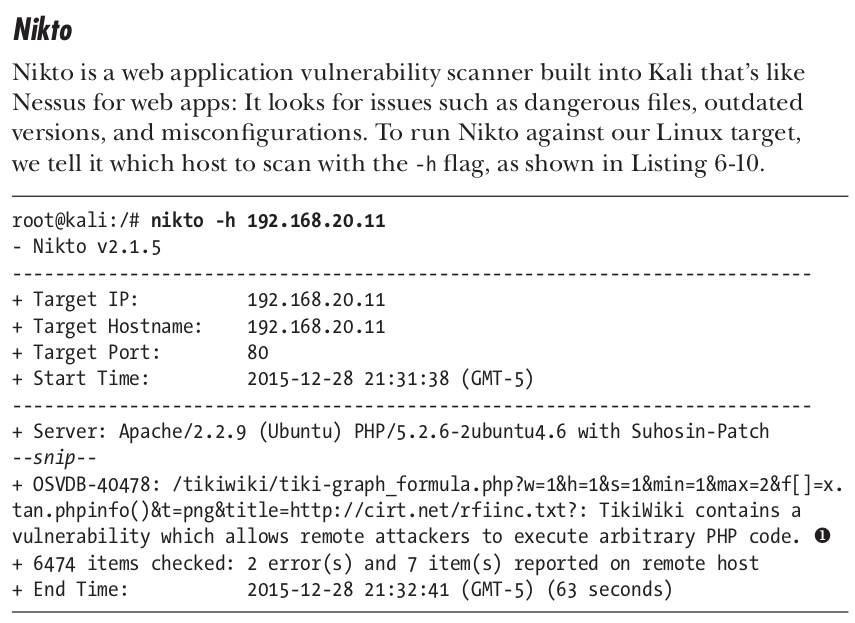 Nikto
Nikto is a web application vulnerability scanner built into Kali that’s like
Nessus for web apps: It looks for issues such as dangerous files, outdated
versions, and misconfigurations. To run Nikto against our Linux target,
we tell it which host to scan with the -h flag, as shown in Listing 6-10.
root@kali:/# nikto -h 192.168.20.11
- Nikto v2.1.5
---------------------------------------------------------------------------
+ Target IP:          192.168.20.11
+ Target Hostname:    192.168.20.11
+ Target Port:        80
+ Start Time:         2015-12-28 21:31:38 (GMT-5)
---------------------------------------------------------------------------
+ Server: Apache/2.2.9 (Ubuntu) PHP/5.2.6-2ubuntu4.6 with Suhosin-Patch
--snip--
+ OSVDB-40478: /tikiwiki/tiki-graph_formula.php?w=1&h=1&s=1&min=1&max=2&f[]=x.
tan.phpinfo()&t=png&title=http://cirt.net/rfiinc.txt?: TikiWiki contains a
vulnerability which allows remote attackers to execute arbitrary PHP code. ❶
+ 6474 items checked: 2 error(s) and 7 item(s) reported on remote host
+ End Time:           2015-12-28 21:32:41 (GMT-5) (63 seconds)